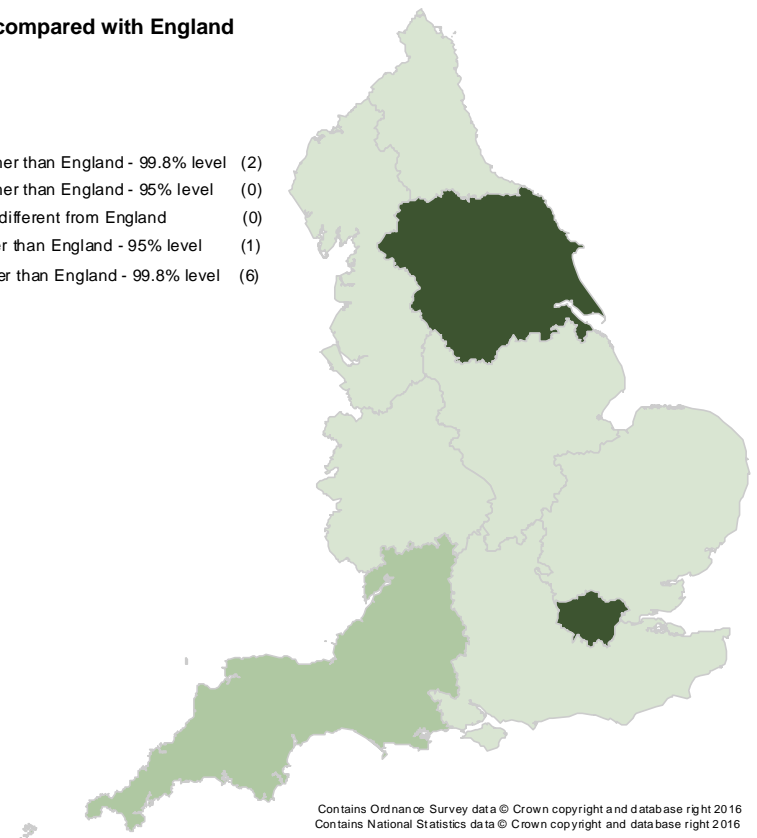 compared with England
her than England - 99.8% level (2)
her than England - 95% level (0)
different from England (0)
er than England - 95% level (1)
er than England - 99.8% level (6)
Contains Ordnance Survey data © Crown copyright and database right 2016
Contains National Statistics data © Crown copyright and database right 2016